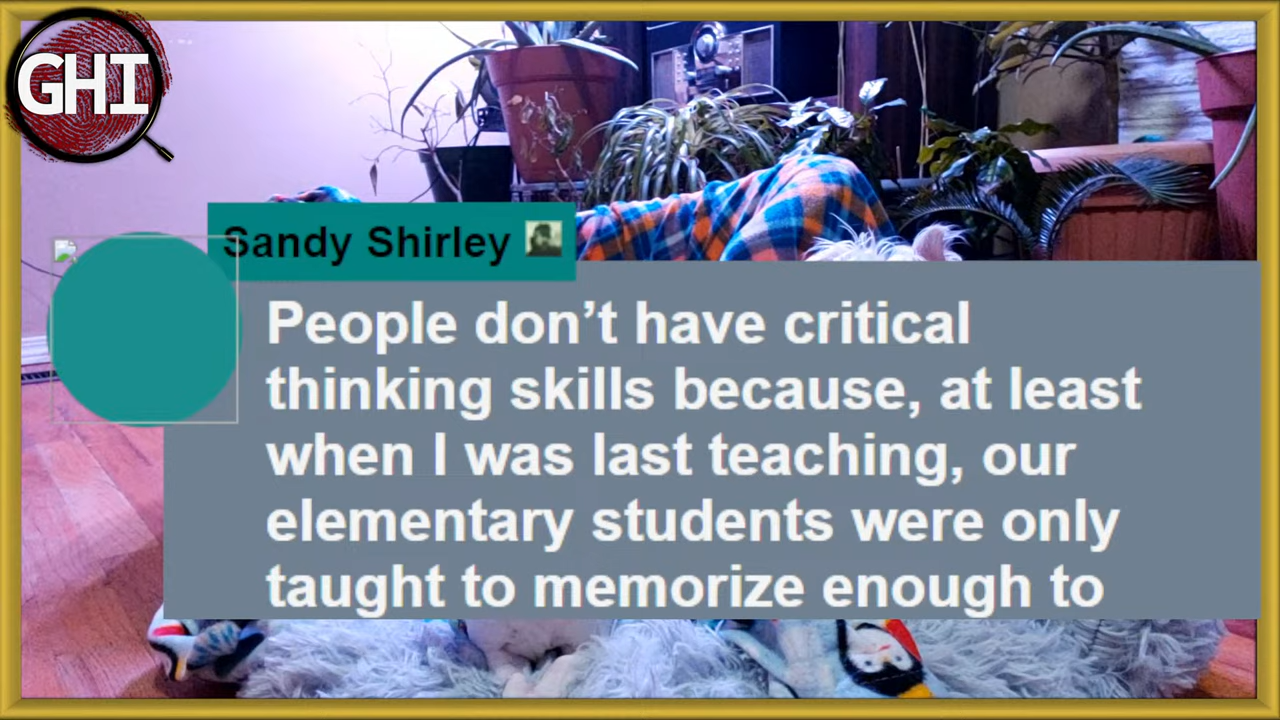 GHI
Sandy Shirley
People don’t have critical
thinking skills because, at least
when I was last teaching, our
elementary students were only
taught to memorize enough to